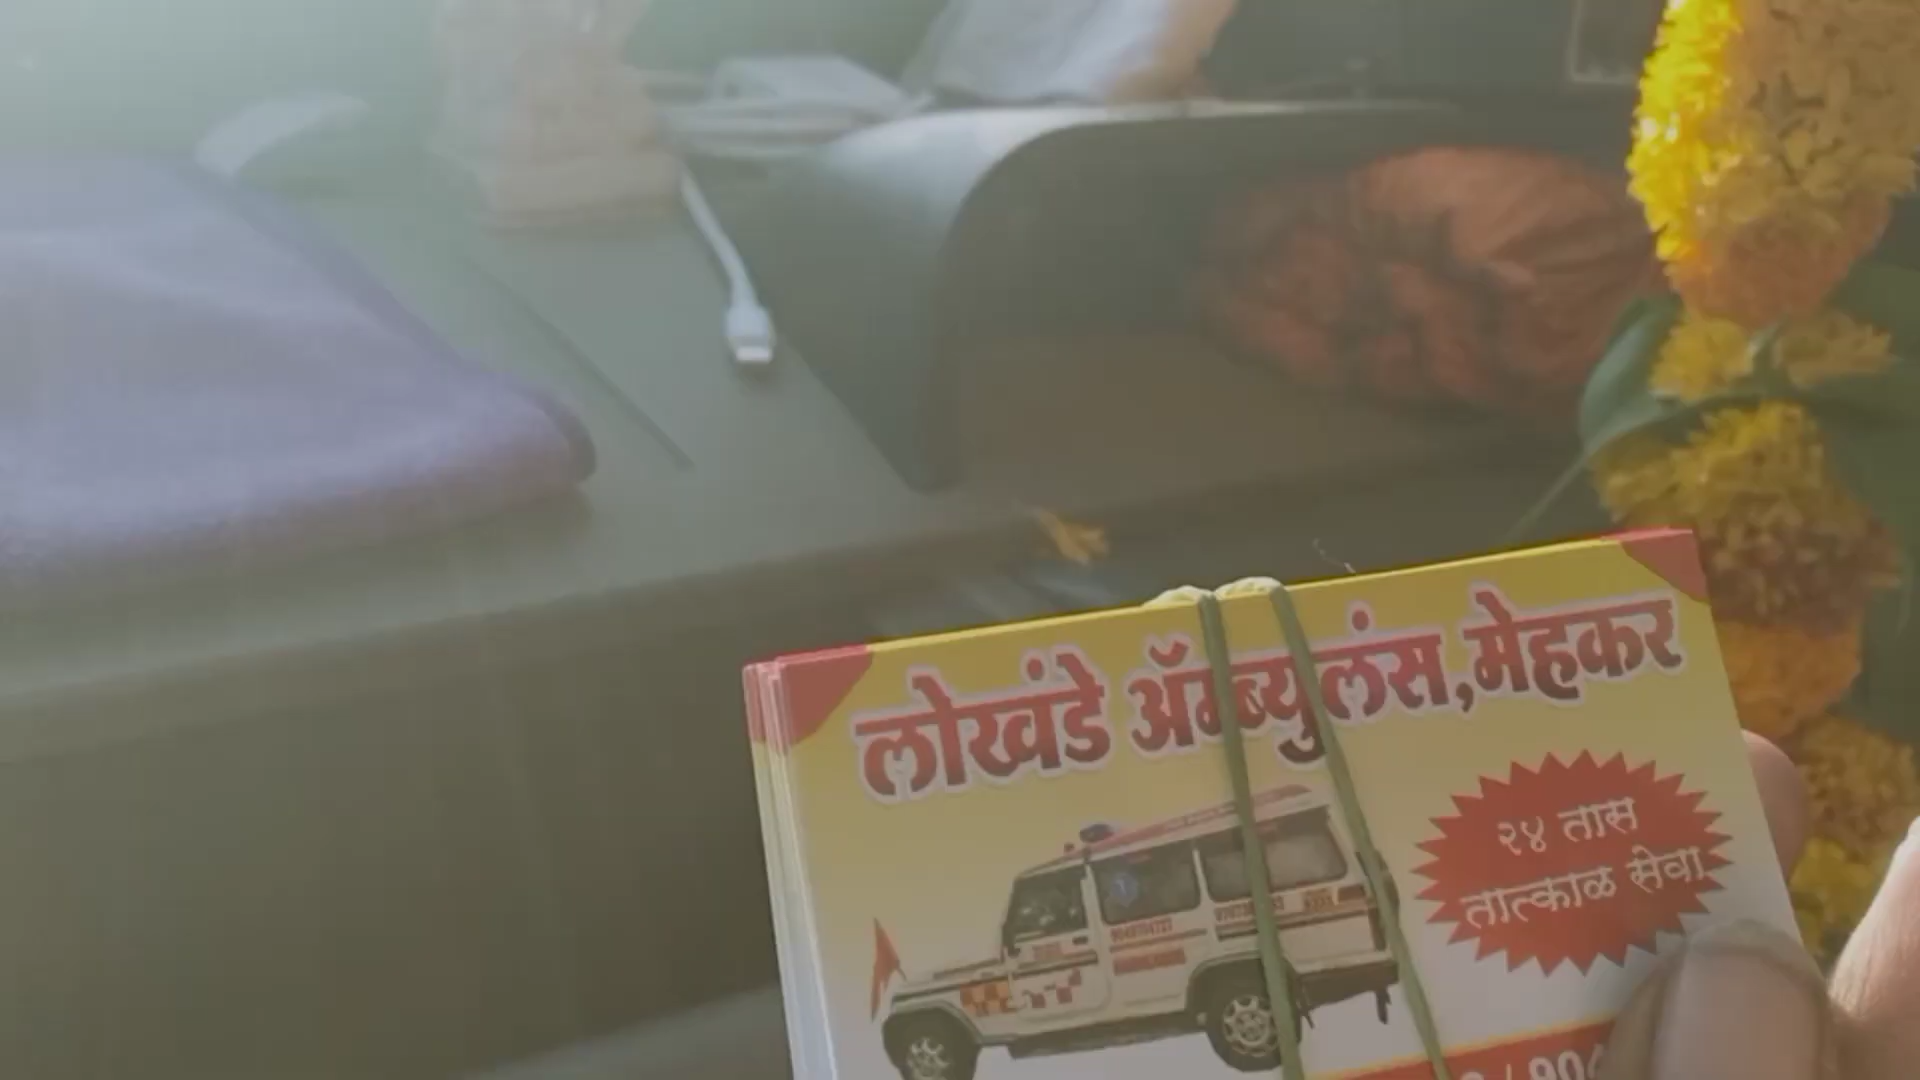 लोखंडे ॲम्ब्युलंस,मेहकर
२४ तास
तात्काळ सेवा